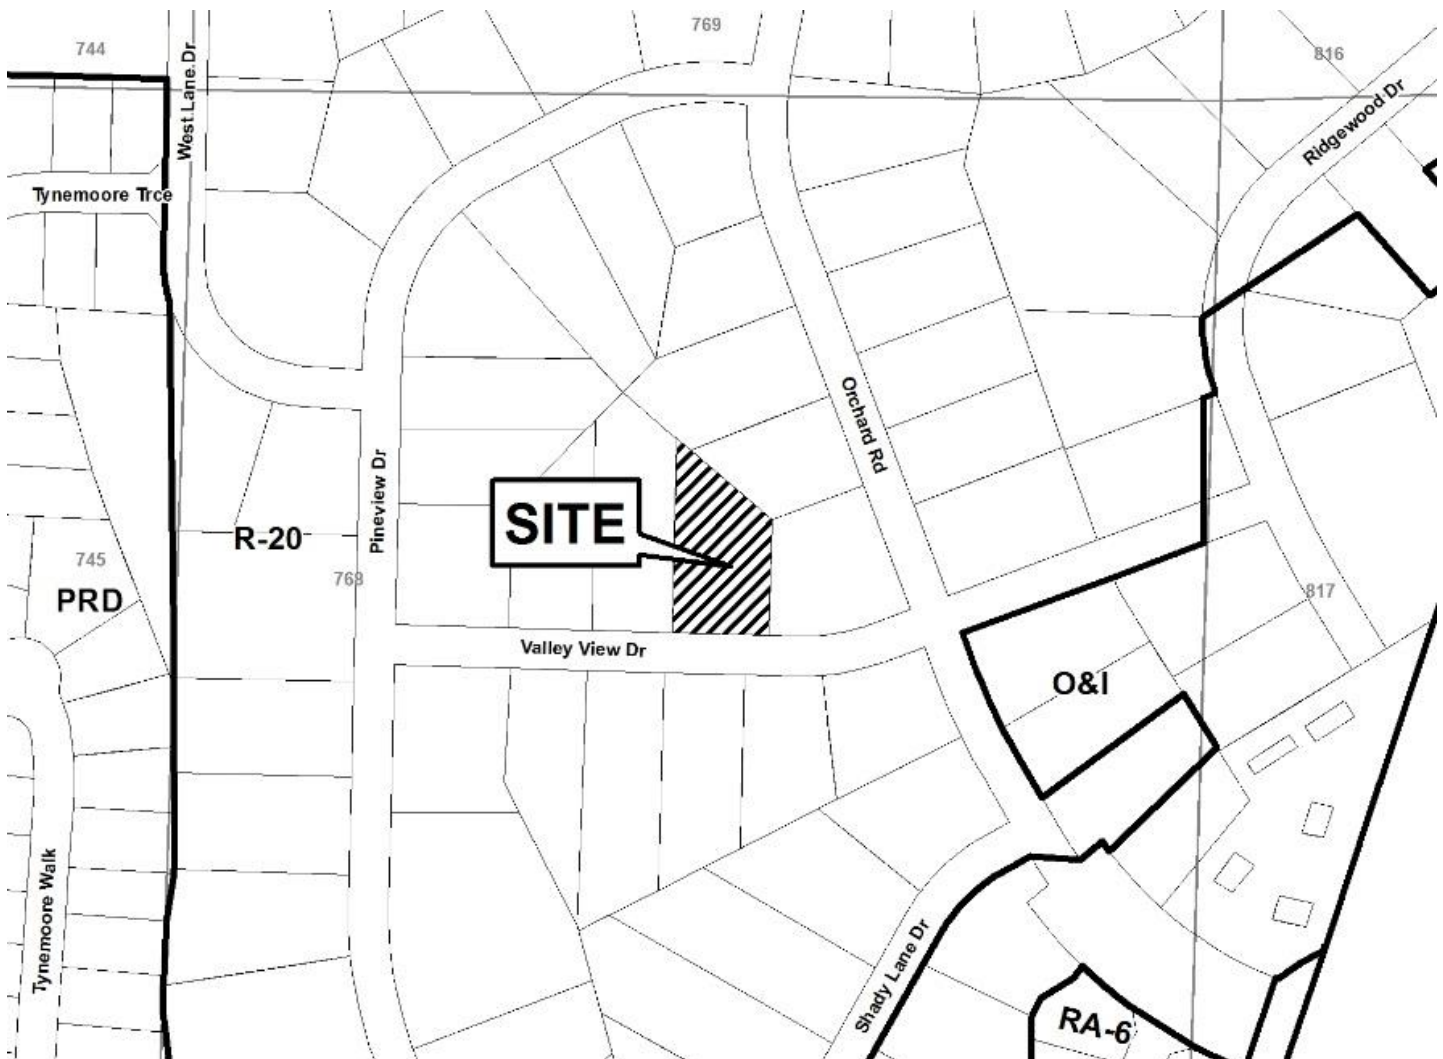 744
769
816
West Lane Dr
Ridgewood Dr
Tynemoore Trce
Orchard Rd
Pineview Dr
SITE
R-20
745
768
PRD
817
Valley View Dr
O&I
Tynemoore Walk
Shady Lane Dr
RA-6